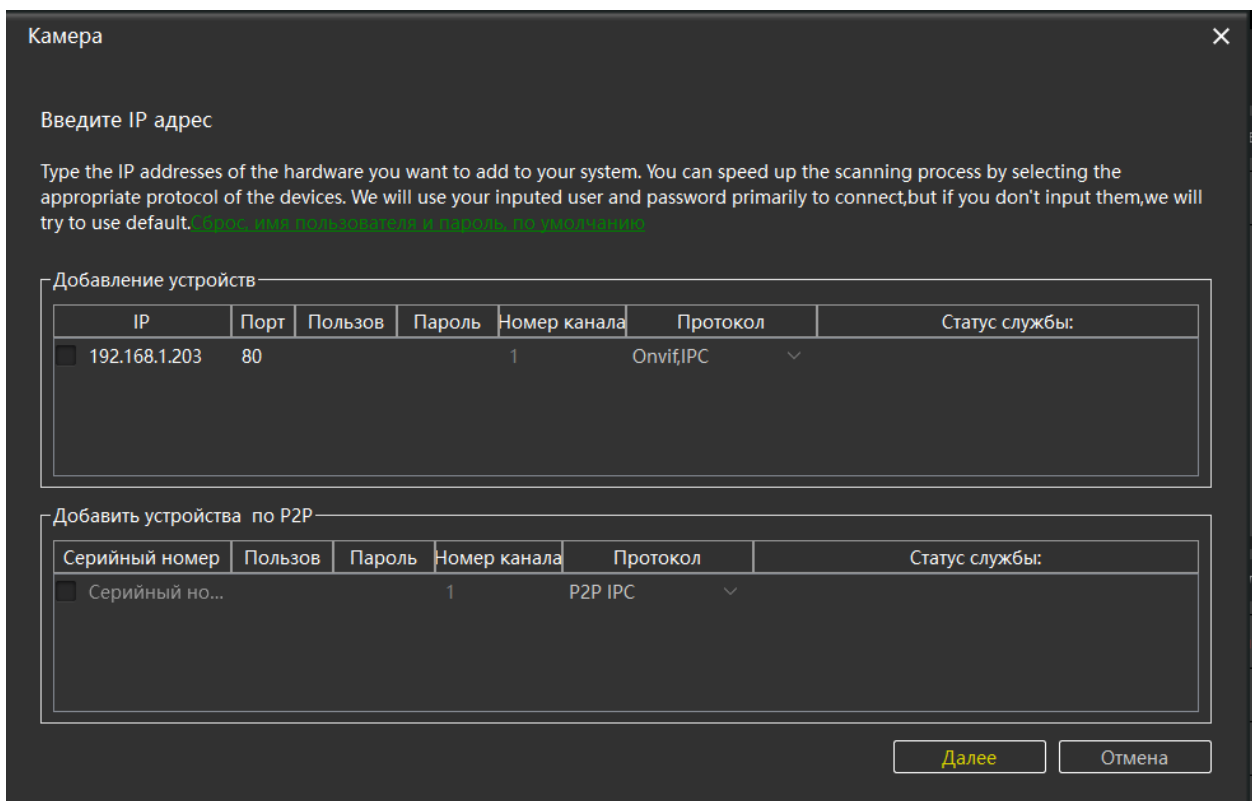 Камера
Введите IP адрес
Type the IP addresses of the hardware you want to add to your system. You can speed up the scanning process by selecting the
appropriate protocol of the devices. We will use your inputed user and password primarily to connect,but if you don't input them,we will
try to use default.Сброс, имя пользователя и пароль, по умолчанию
Добавление устройств
IP Порт Пользов Пароль Номер канала Протокол Статус службы:
192.168.1.203 80 1 Onvif,IPC
Добавить устройства по P2P
Серийный номер Пользов Пароль Номер канала Протокол Статус службы:
Серийный но... 1 P2P IPC
Далее Отмена